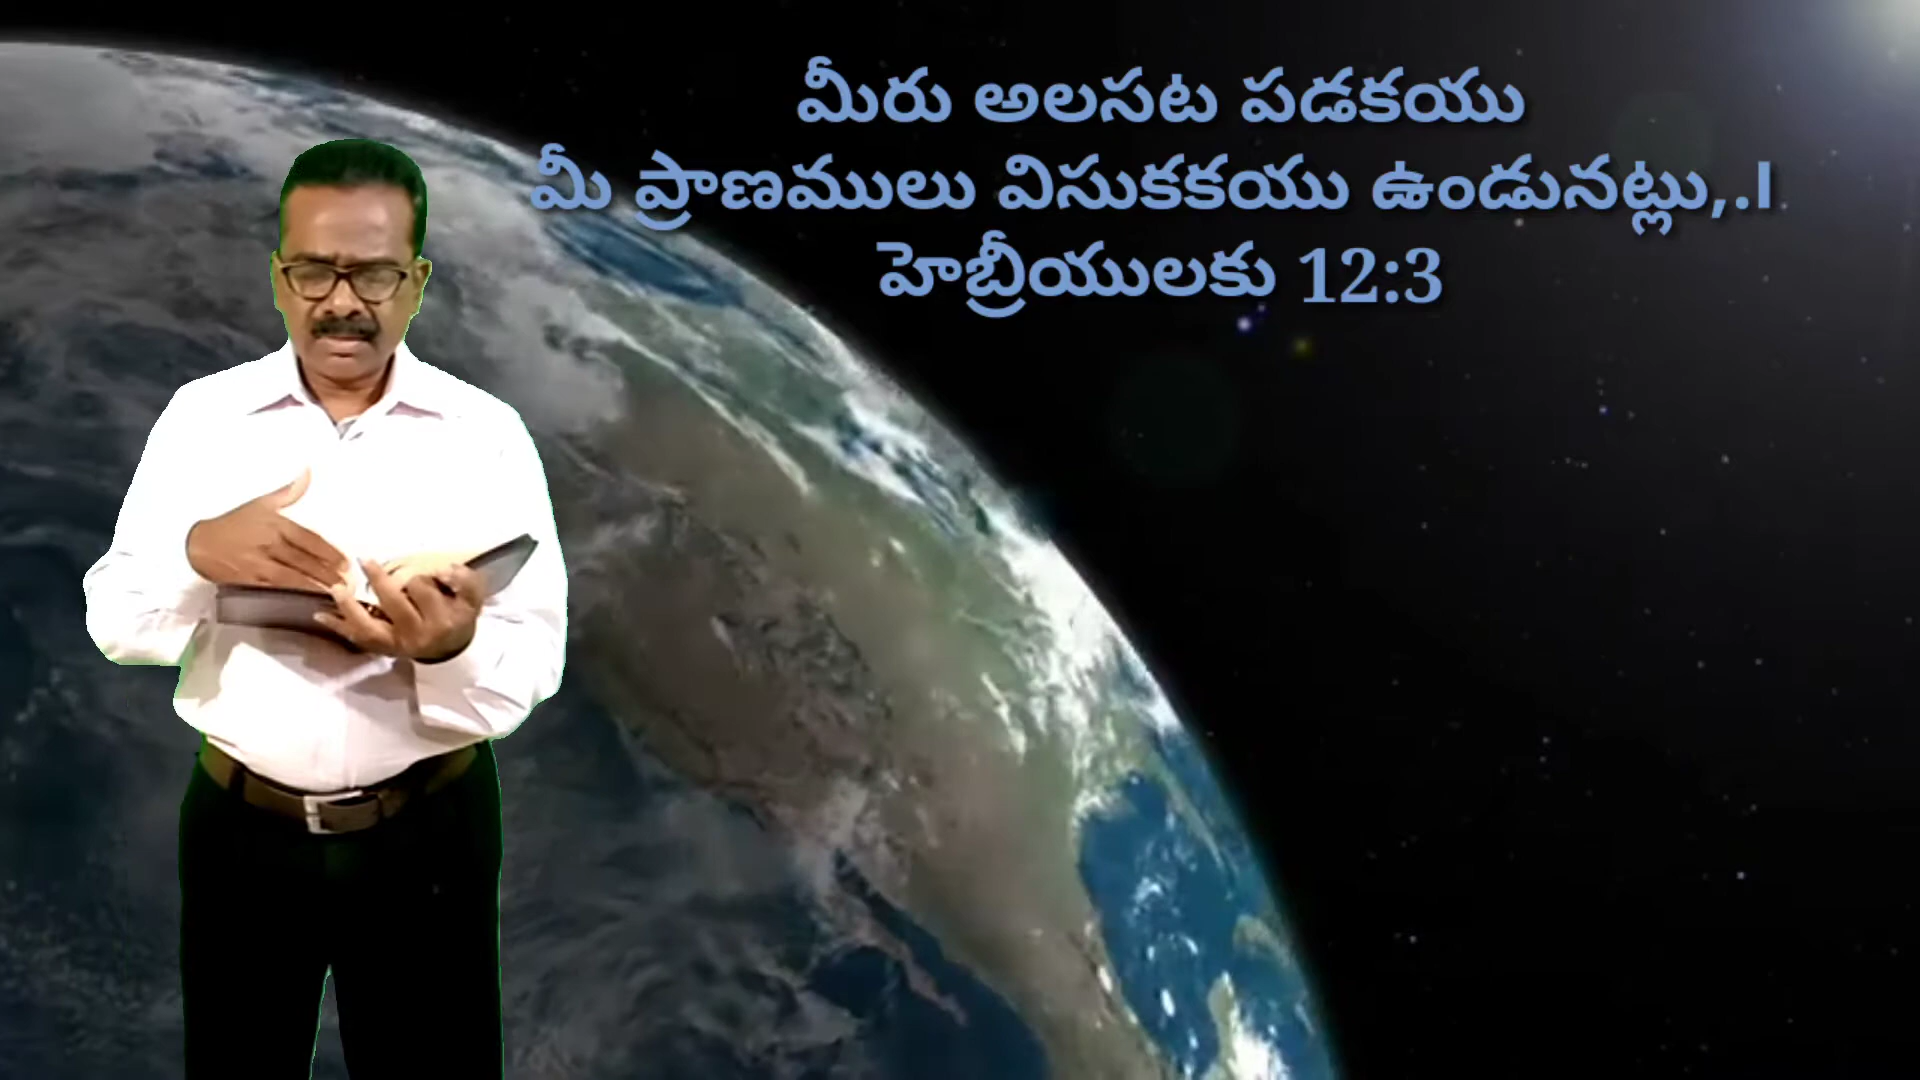 మీరు అలసట పడకయు
మీ ప్రాణములు విసుకకయు ఉండునట్లు,.।
హెబ్రీయులకు 12:3